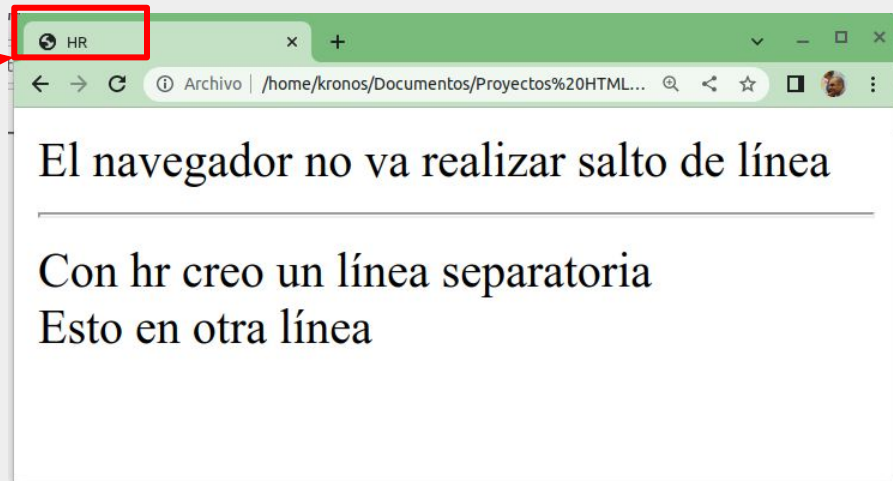 HR
Archivo | /home/kronos/Documentos/Proyectos%20HTML...
El navegador no va realizar salto de línea
Con hr creo un línea separatoria
Esto en otra línea